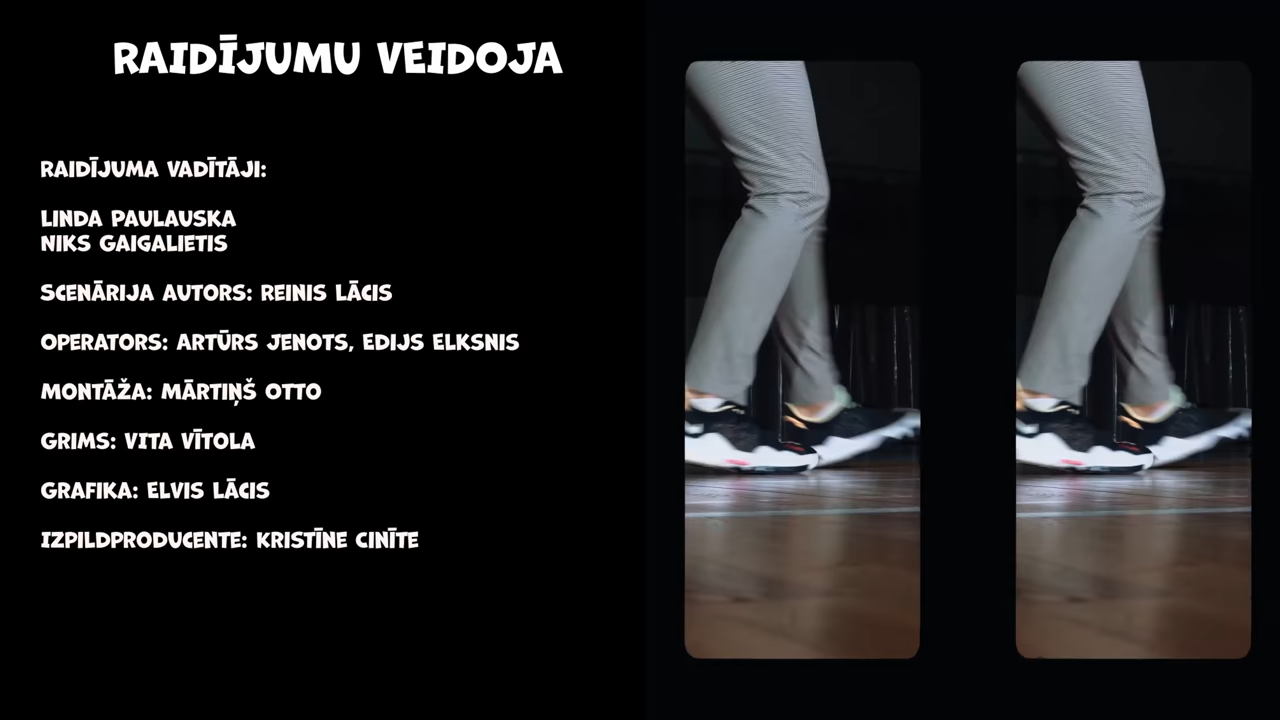 RAIDĪJUMU VEIDOJA
RAIDĪJUMA VADĪTĀJI:
LINDA PAULAUSKA
NIKS GAIGALIETIS
SCENĀRIJA AUTORS: REINIS LĀCIS
OPERATORS: ARTŪRS JENOTS, EDIJS ELKSNIS
MONTĀŽA: MĀRTIŅŠ OTTO
GRIMS: VITA VĪTOLA
GRAFIKA: ELVIS LĀCIS
IZPILDPRODUCENTE: KRISTĪNE CINĪTE